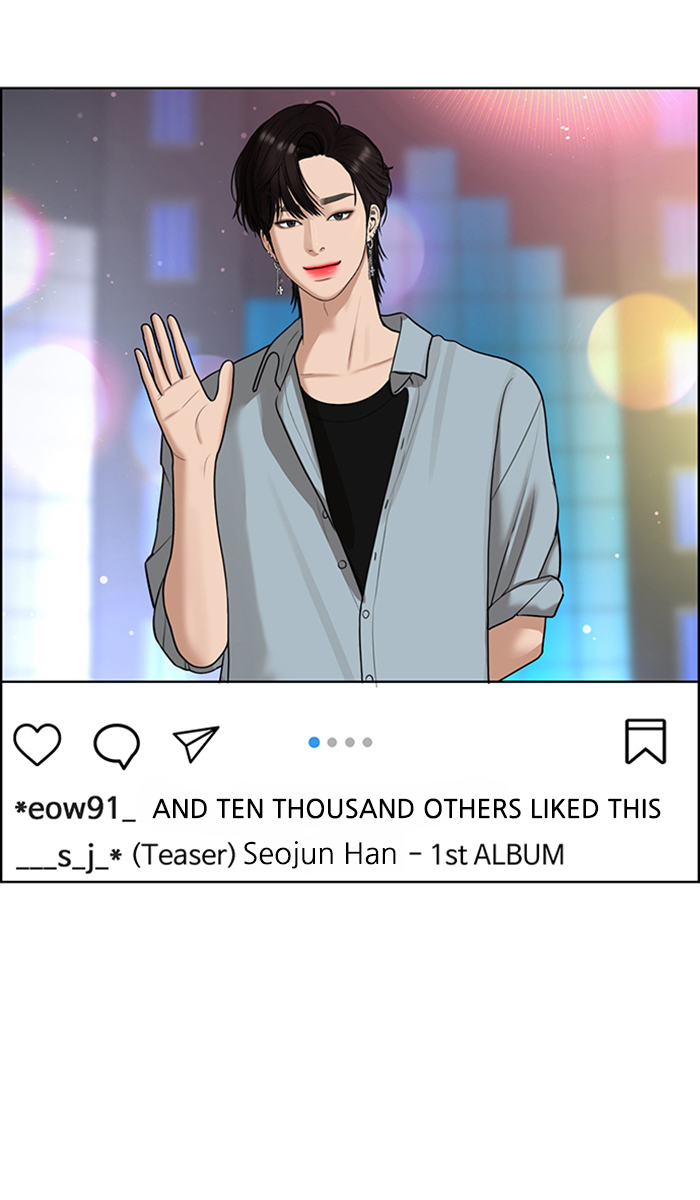 *eow91_ AND TEN THOUSAND OTHERS LIKED THIS
___s_j_* (Teaser) Seojun Han - 1st ALBUM